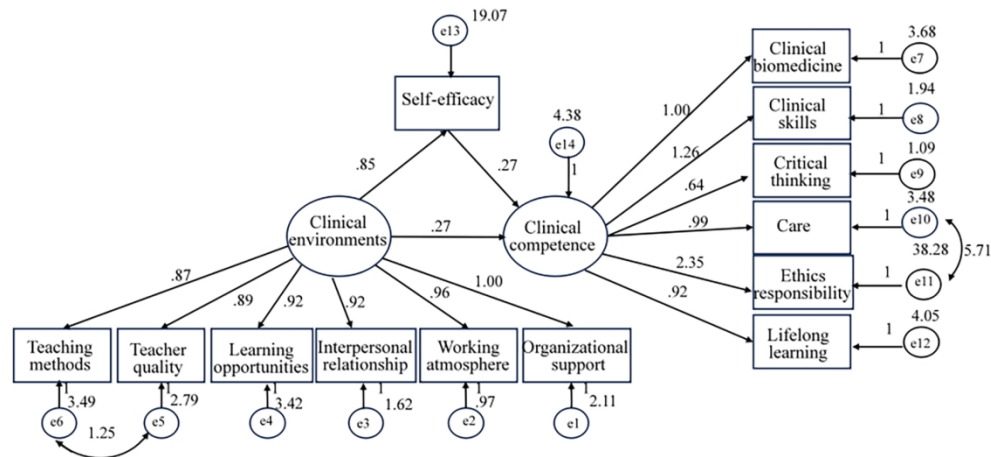 19.07
e13
Self-efficacy
4.38
e14
1
.85
.27
Clinical
environments
.27
Clinical
competence
1.00
1.26
.64
.99
2.35
.92
Clinical
biomedicine
1
3.68
e7
Clinical
skills
1
1.94
e8
Critical
thinking
1
1.09
e9
Care
1
3.48
e10
5.71
Ethics
responsibility
1
38.28
e11
Lifelong
learning
1
4.05
e12
.87
.89
.92
.92
.96
1.00
Teaching
methods
Teacher
quality
Learning
opportunities
Interpersonal
relationship
Working
atmosphere
Organizational
support
1
3.49
1
2.79
1
3.42
1
1.62
1
.97
1
2.11
e6
e5
e4
e3
e2
e1
1.25